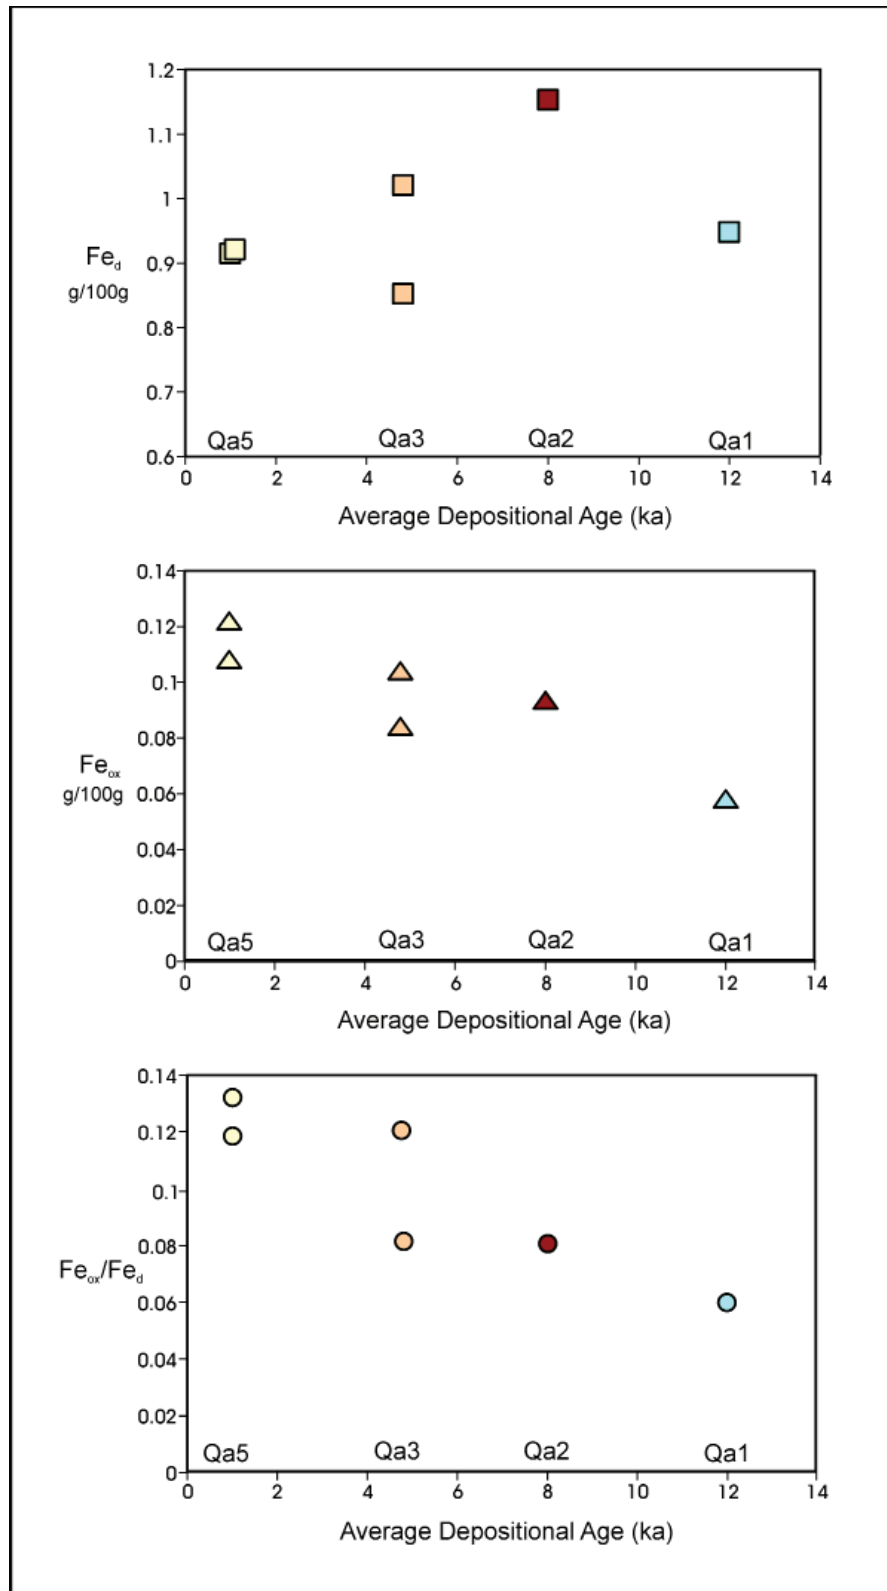 1.2
1.1
1
0.9
0.8
0.7
0.6
Fed
g/100g
Qa5 Qa3 Qa2 Qa1
0 2 4 6 8 10 12 14
Average Depositional Age (ka)
0.14
0.12
0.1
0.08
0.06
0.04
0.02
0
Feox
g/100g
Qa5 Qa3 Qa2 Qa1
0 2 4 6 8 10 12 14
Average Depositional Age (ka)
0.14
0.12
0.1
0.08
0.06
0.04
0.02
0
Feox/Fed
Qa5 Qa3 Qa2 Qa1
0 2 4 6 8 10 12 14
Average Depositional Age (ka)